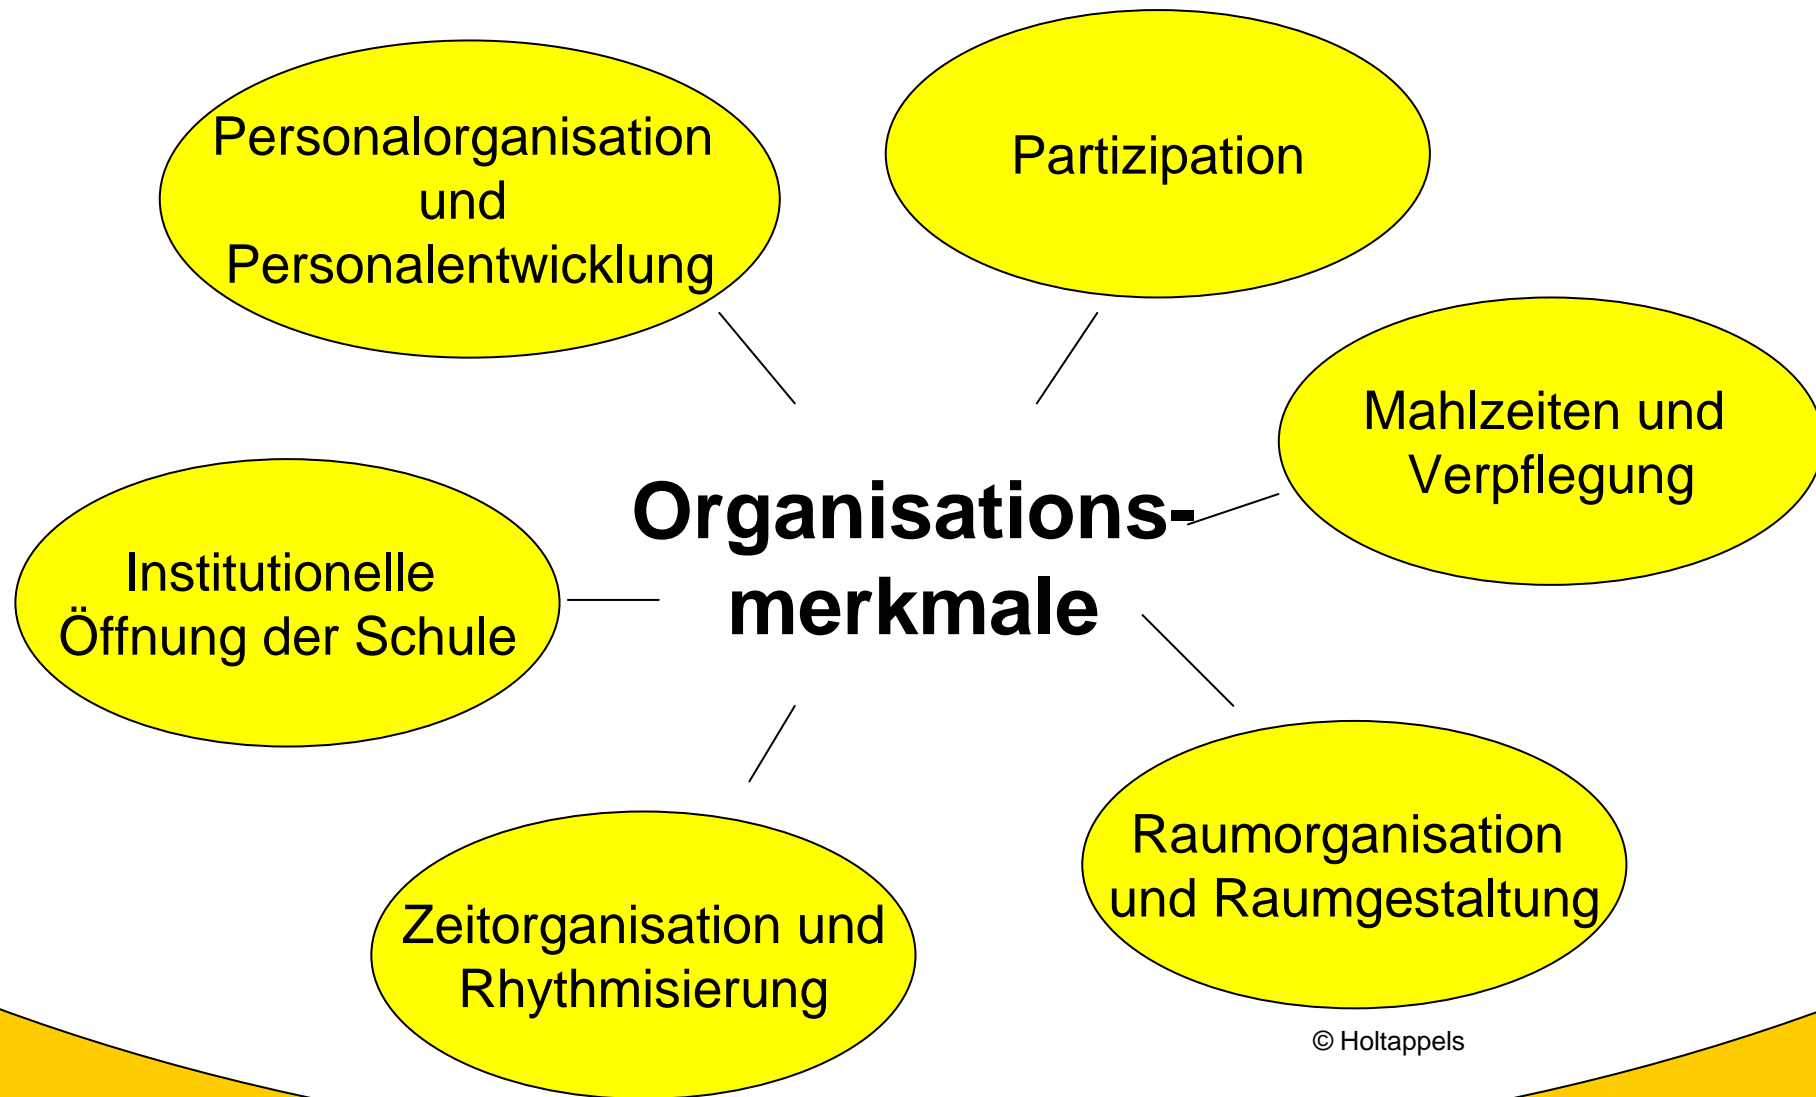 Personalorganisation
und
Personalentwicklung
Partizipation
Mahlzeiten und
Verpflegung
Organisations-
merkmale
Institutionelle
Öffnung der Schule
Raumorganisation
und Raumgestaltung
Zeitorganisation und
Rhythmisierung
© Holtappels